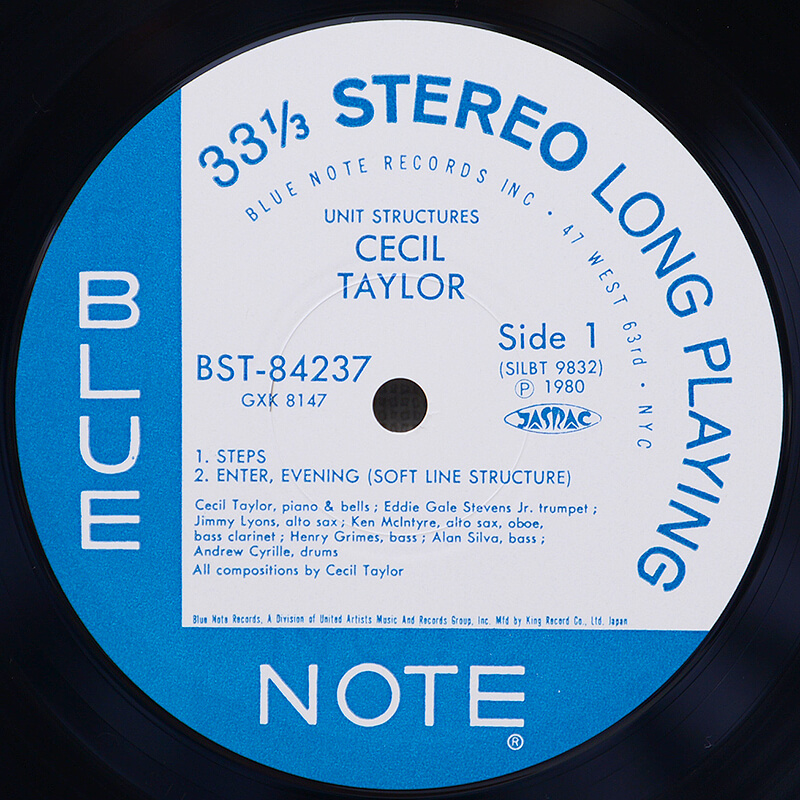 33⅓ STEREO LONG PLAYING
BLUE NOTE RECORDS INC • 47 WEST 63rd • NYC
UNIT STRUCTURES
CECIL
TAYLOR
BST-84237
GXK 8147
Side 1
(SILBT 9832)
Ⓟ 1980
JASRAC
1. STEPS
2. ENTER, EVENING (SOFT LINE STRUCTURE)
Cecil Taylor, piano & bells ; Eddie Gale Stevens Jr. trumpet ;
Jimmy Lyons, alto sax ; Ken McIntyre, alto sax, oboe,
bass clarinet ; Henry Grimes, bass ; Alan Silva, bass ;
Andrew Cyrille, drums
All compositions by Cecil Taylor
Blue Note Records, A Division of United Artists Music And Records Group, Inc. Mfd by King Record Co., Ltd. Japan
BLUE
NOTE®